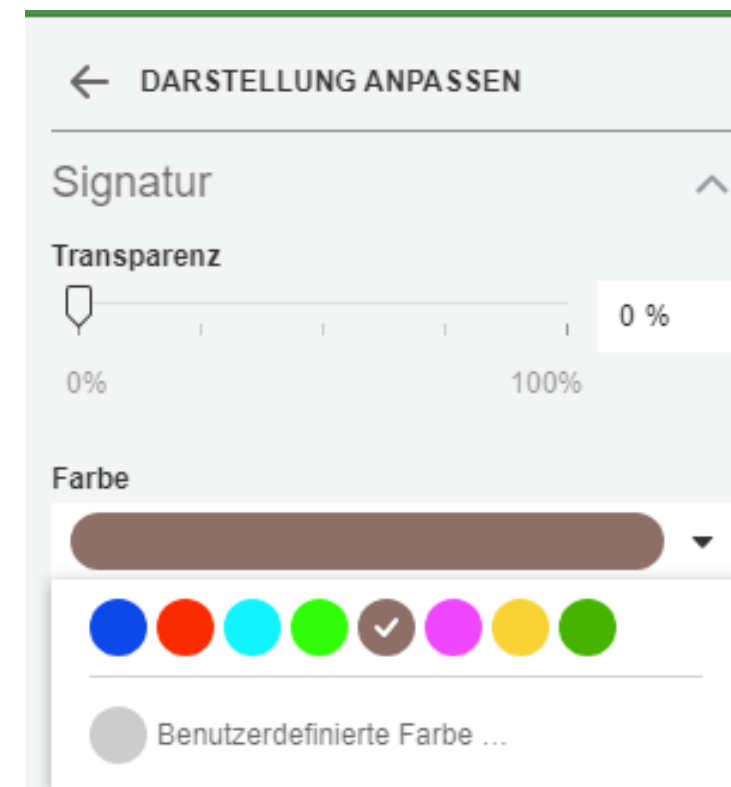 DARSTELLUNG ANPASSEN
Signatur
Transparenz
0 %
0%
100%
Farbe
Benutzerdefinierte Farbe ...